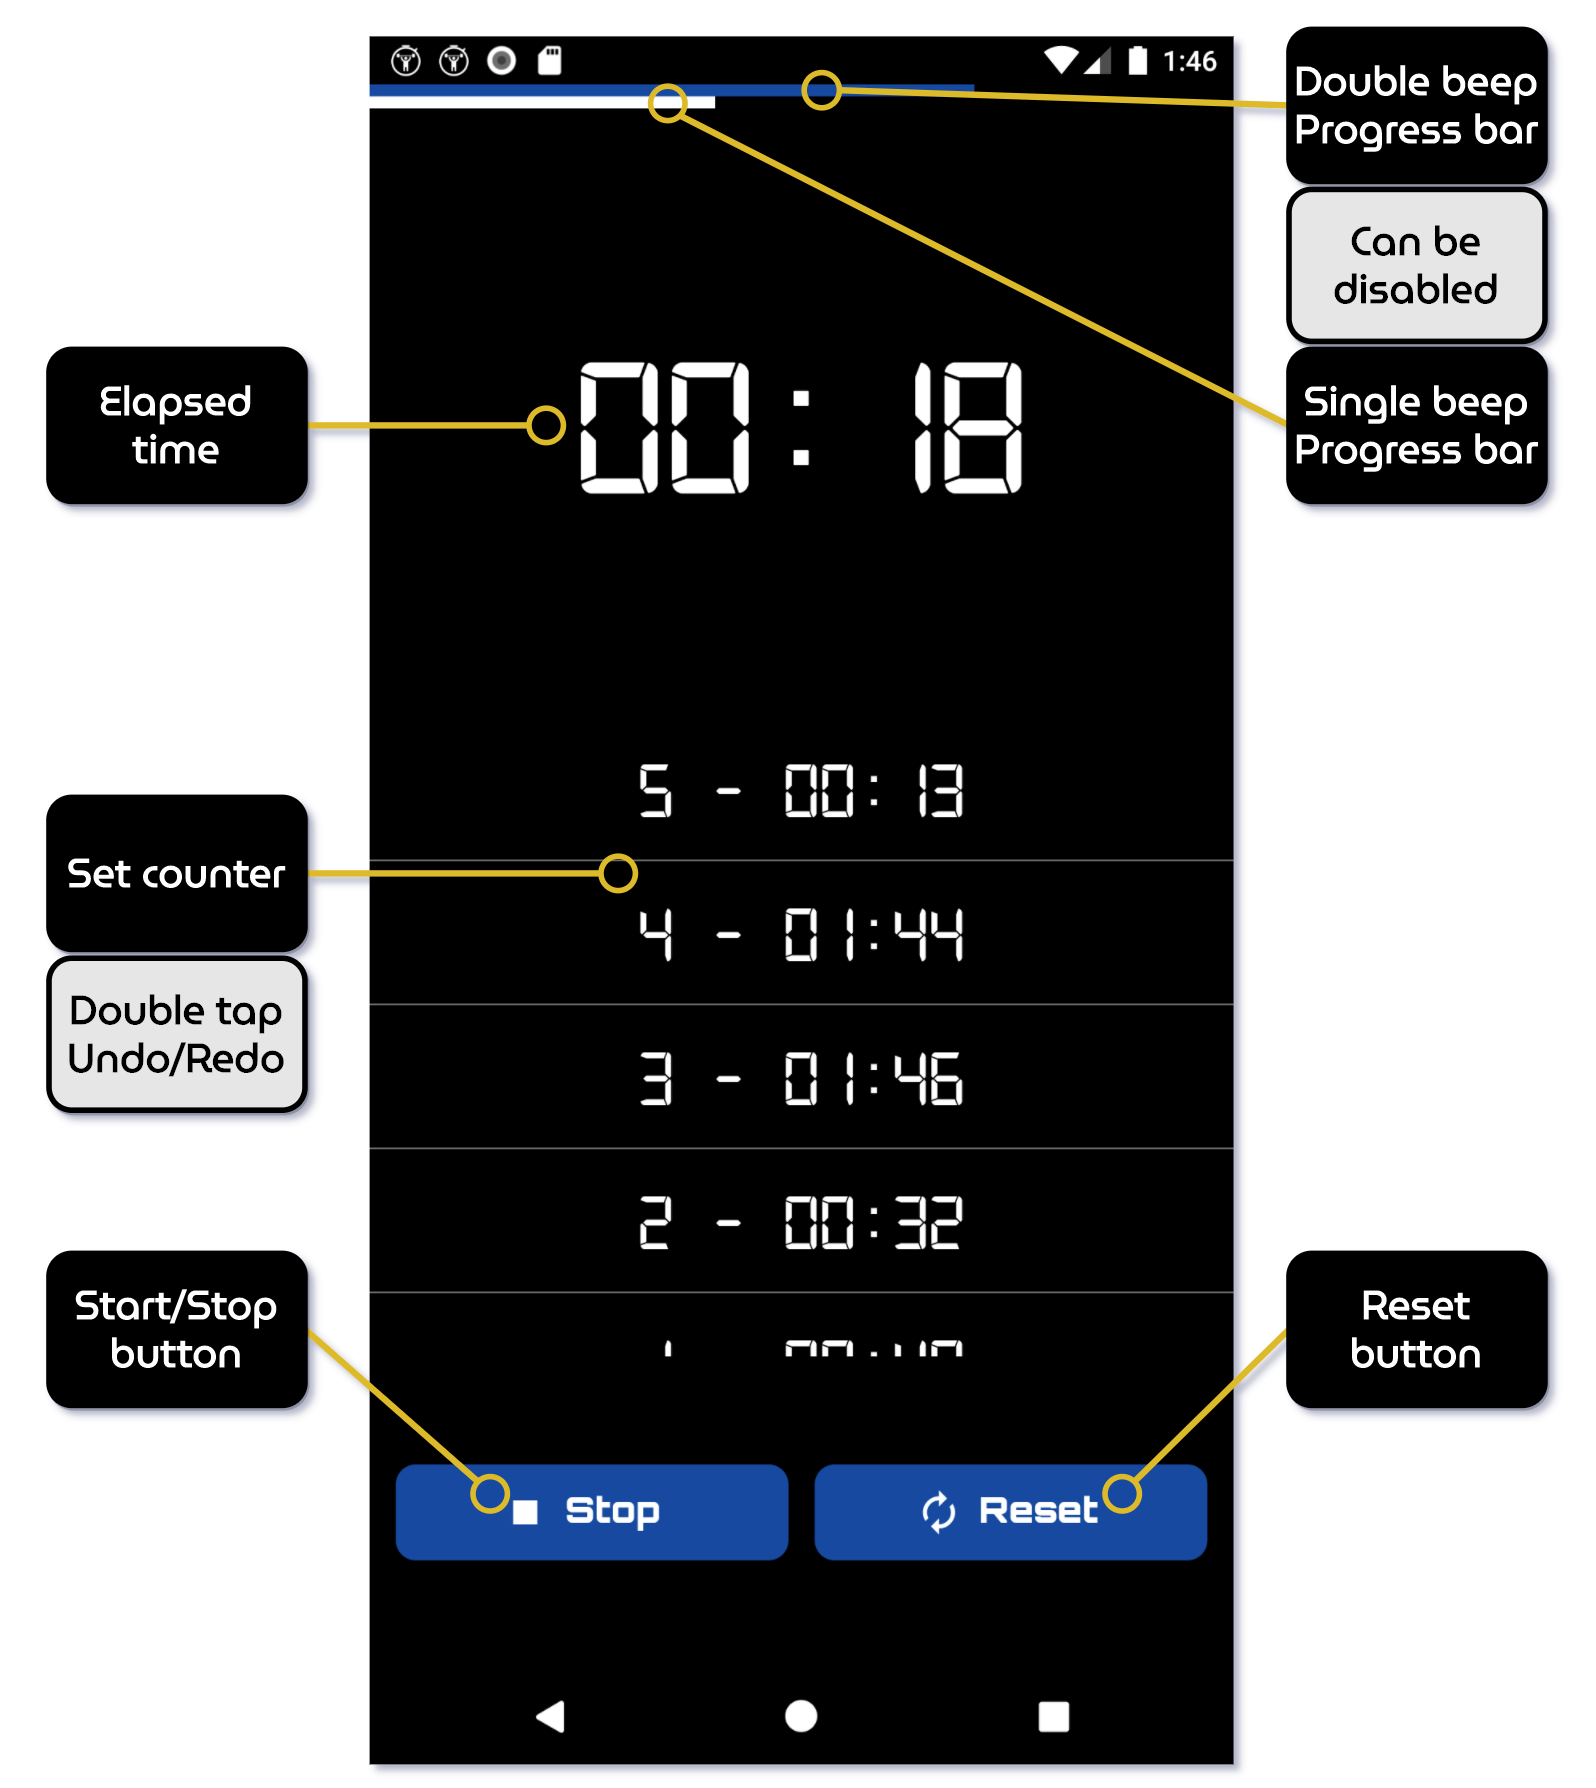 1:46
Double beep
Progress bar
Can be
disabled
Single beep
Progress bar
Elapsed
time
00:18
5 - 00:13
Set counter
4 - 01:44
Double tap
Undo/Redo
3 - 01:46
2 - 00:32
Start/Stop
button
Reset
button
Stop
Reset